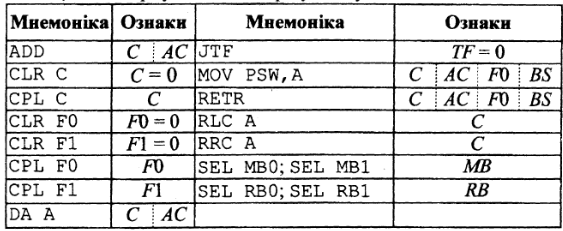 Мнемоніка Ознаки Мнемоніка Ознаки
ADD C AC JTF TF = 0
CLR C C = 0 MOV PSW,A C AC F0 BS
CPL C C RETR C AC F0 BS
CLR F0 F0 = 0 RLC A C
CLR F1 F1 = 0 RRC A C
CPL F0 F0 SEL MB0; SEL MB1 MB
CPL F1 F1 SEL RB0; SEL RB1 RB
DA A C AC